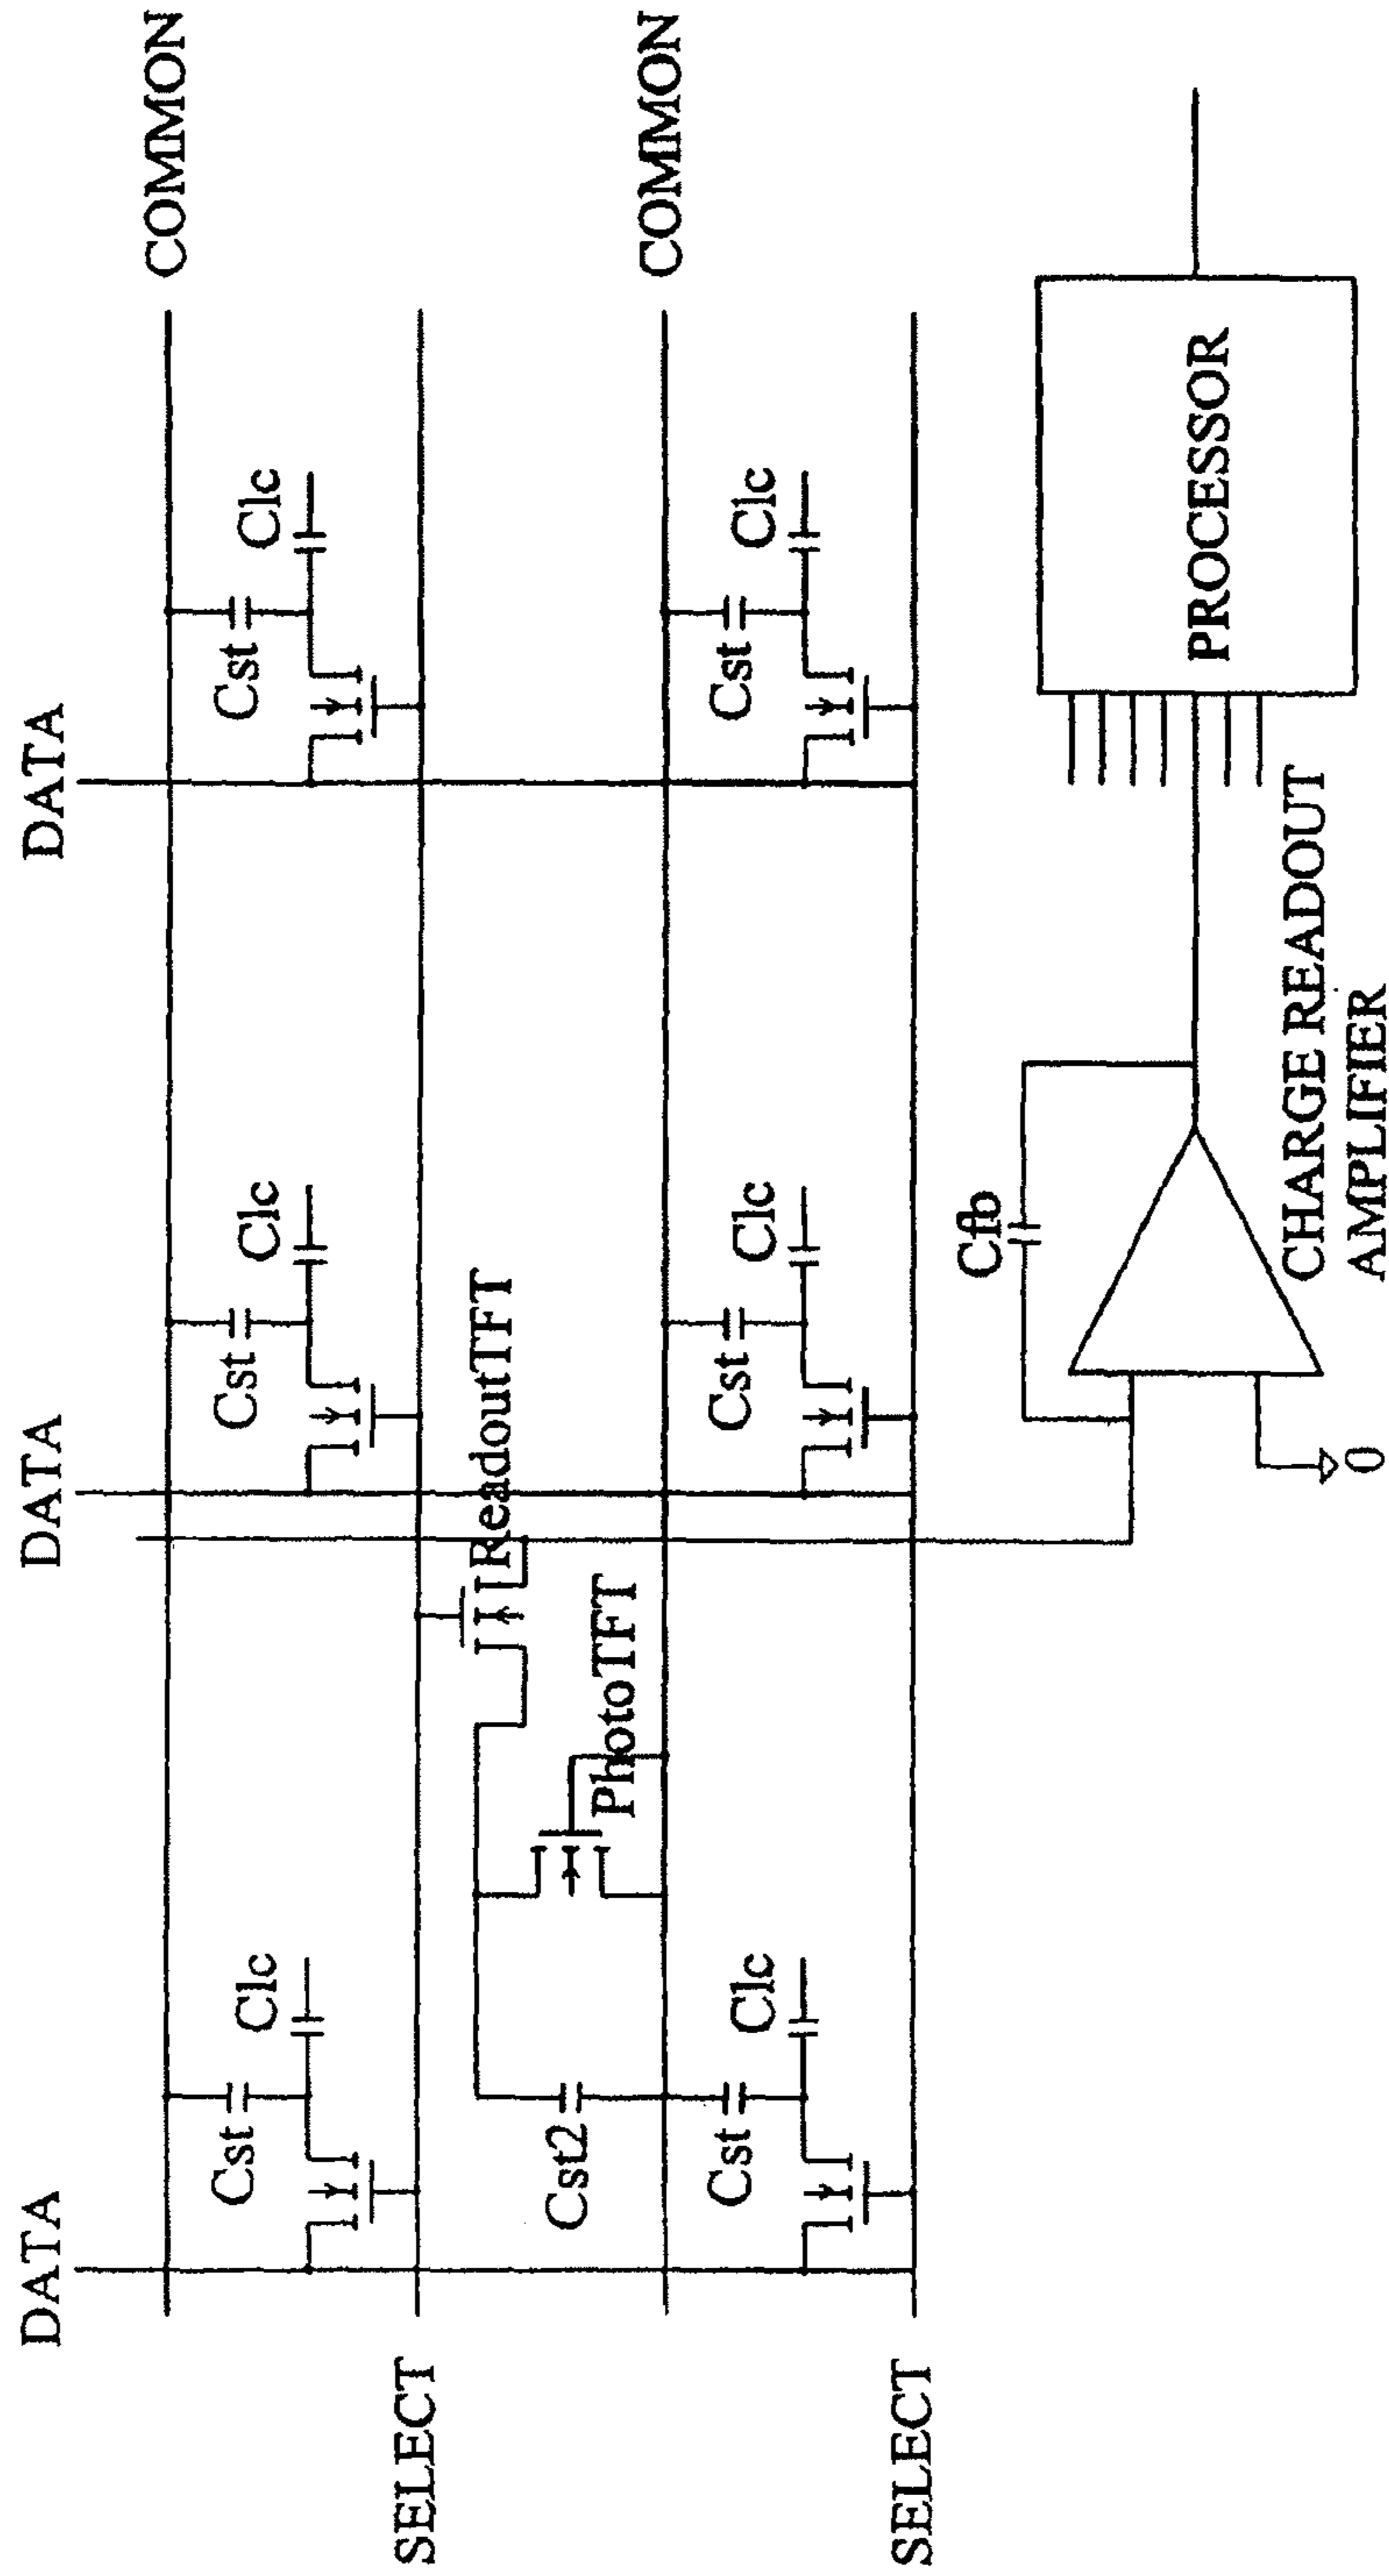 DATA
DATA
DATA
COMMON
Cst
Clc
Cst
Clc
Cst
Clc
SELECT
ReadoutTFT
PhotoTFT
Cst2
COMMON
Cst
Clc
Cst
Clc
Cst
Clc
SELECT
Cfb
PROCESSOR
0
CHARGE READOUT
AMPLIFIER